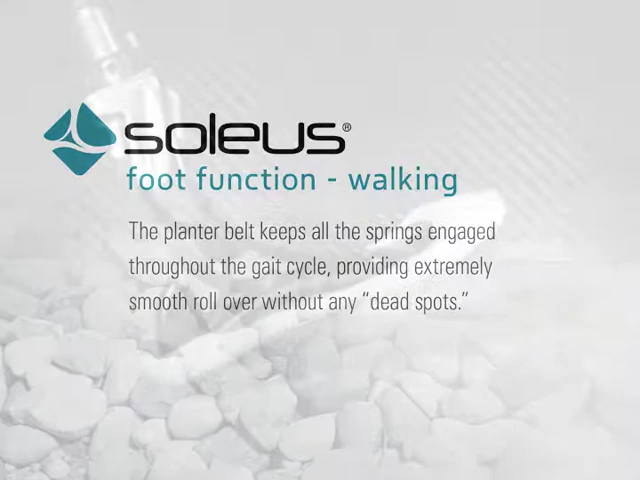 soleus®
foot function - walking
The planter belt keeps all the springs engaged
throughout the gait cycle, providing extremely
smooth roll over without any “dead spots.”